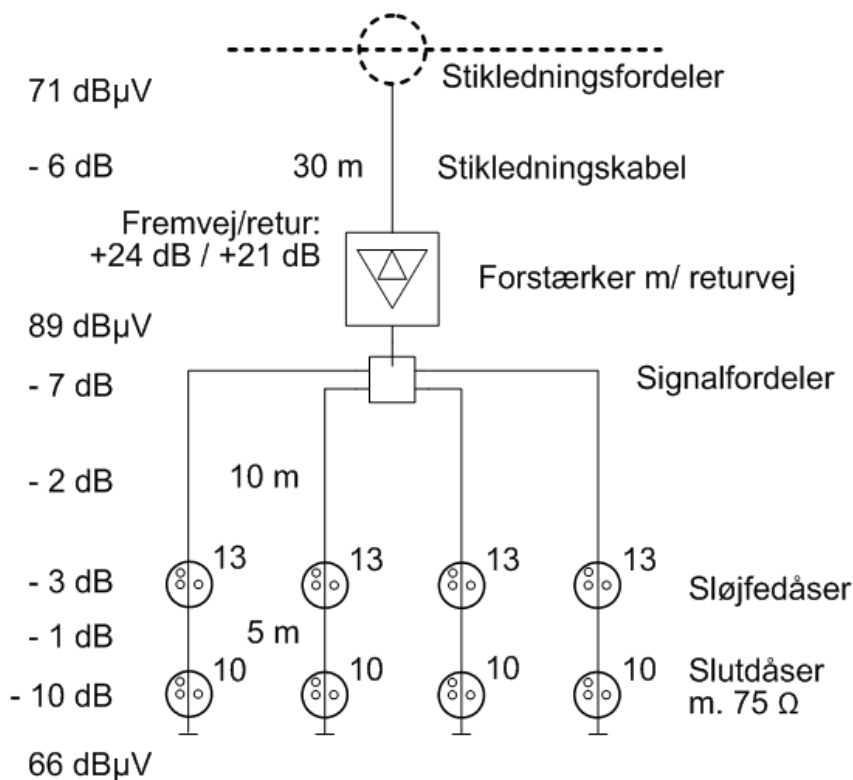 Stikledningsfordeler
71 dBµV
- 6 dB
30 m
Stikledningskabel
Fremvej/retur:
+24 dB / +21 dB
Forstærker m/ returvej
89 dBµV
- 7 dB
Signalfordeler
- 2 dB
10 m
13
13
13
13
- 3 dB
Sløjfedåser
- 1 dB
5 m
10
10
10
10
Slutdåser
- 10 dB
m. 75 Ω
66 dBµV